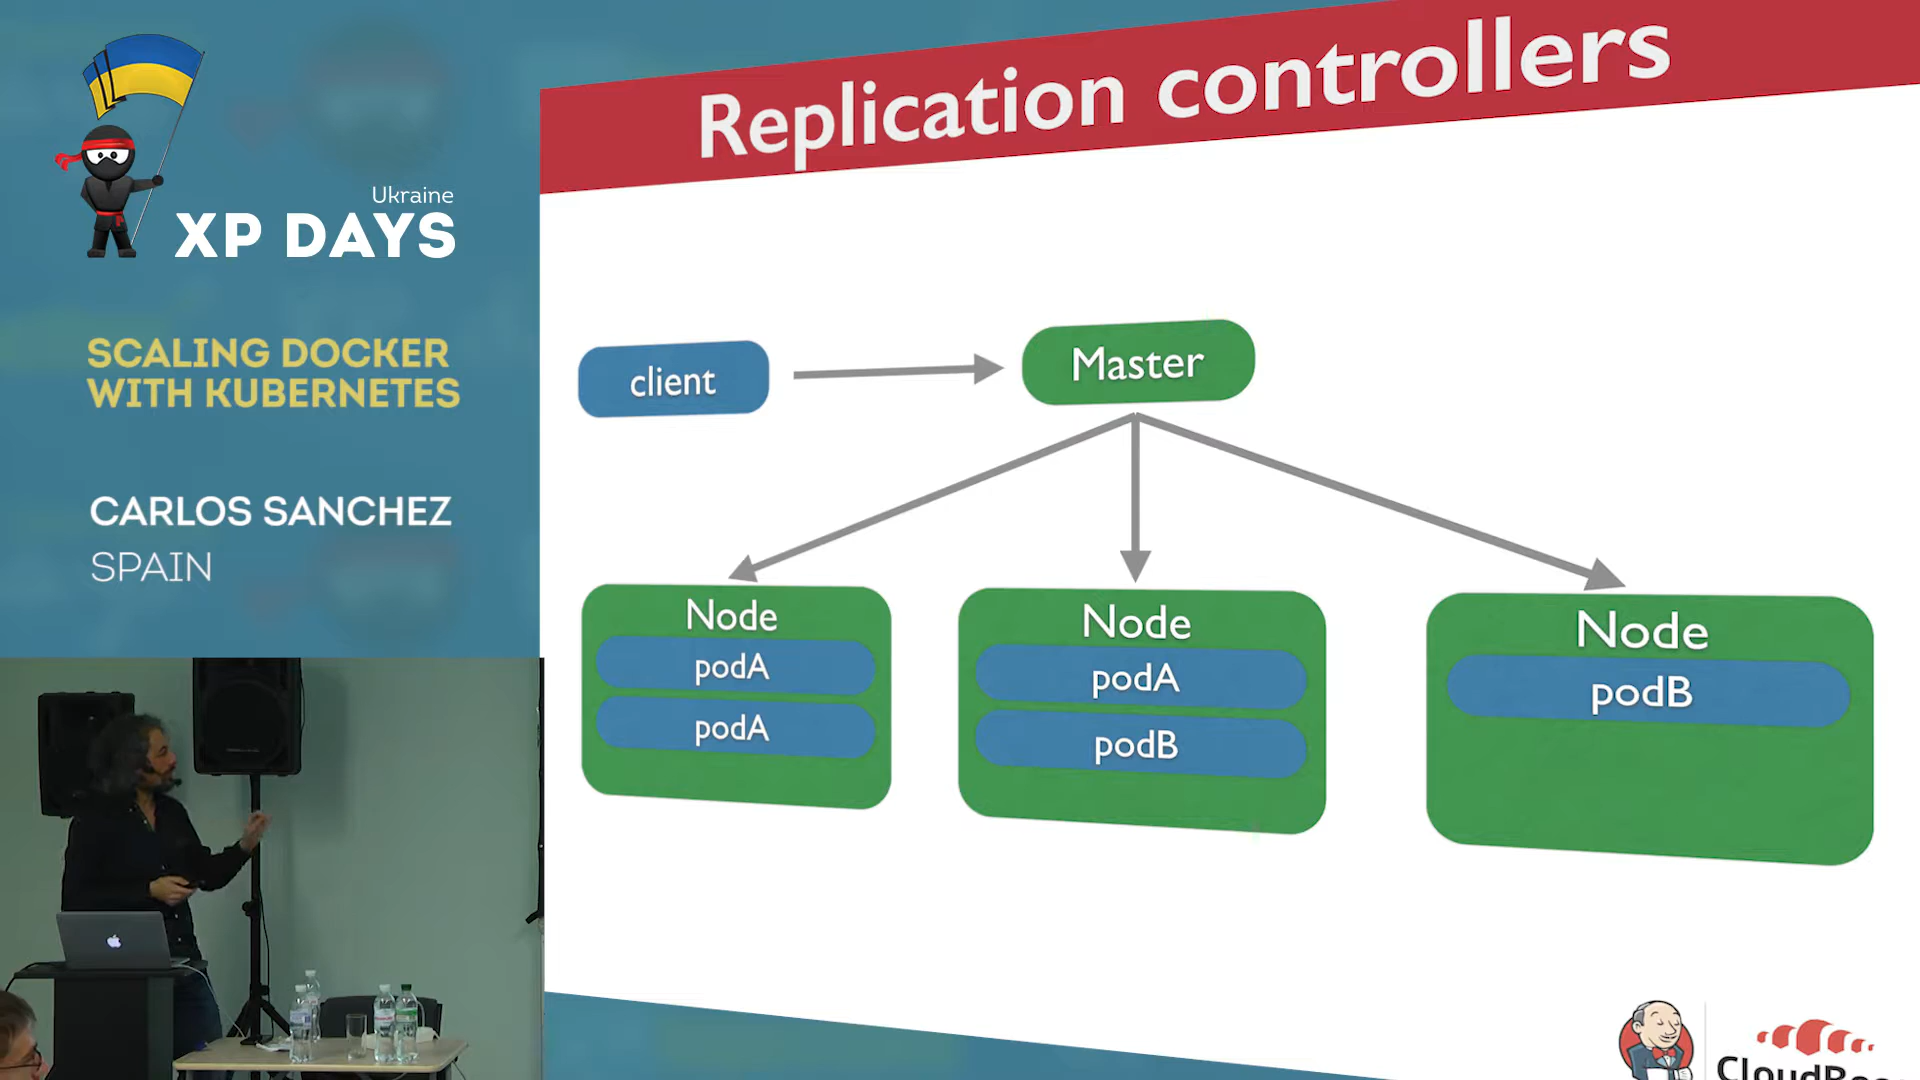 Ukraine
XP DAYS
SCALING DOCKER
WITH KUBERNETES
CARLOS SANCHEZ
SPAIN
Replication controllers
client
Master
Node
podA
podA
Node
podA
podB
Node
podB